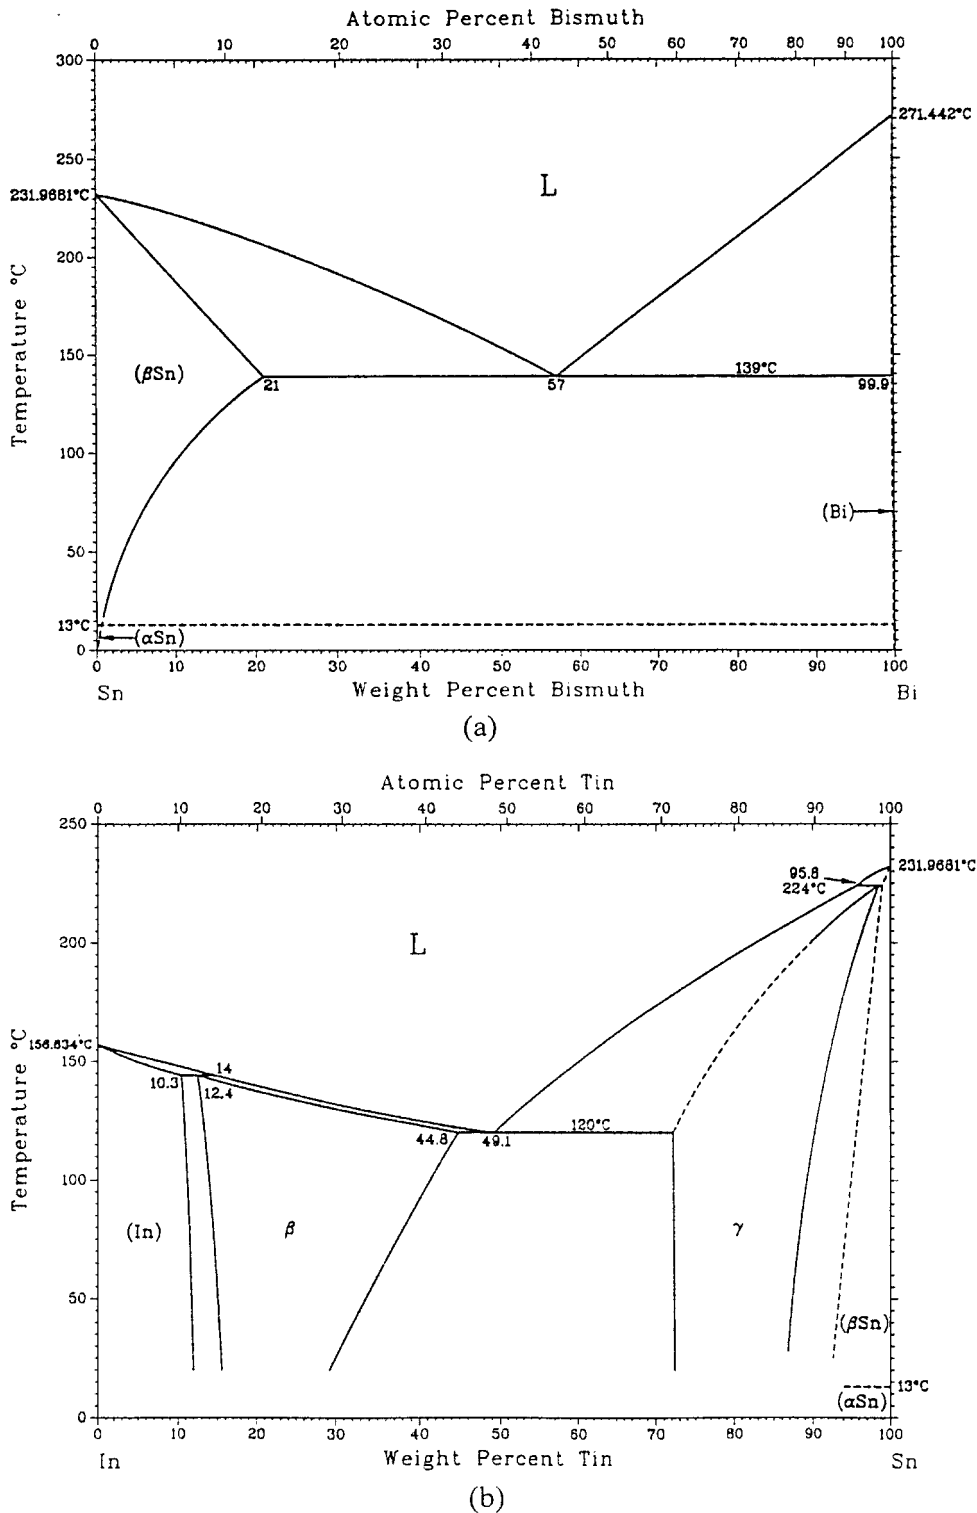 Atomic Percent Bismuth
0 10 20 30 40 50 60 70 80 90 100
300
271.442°C
250
L
231.9681°C
200
Temperature °C
150
(βSn)
139°C
21 57 99.9
100
(Bi)
50
13°C
(αSn)
0
0 10 20 30 40 50 60 70 80 90 100
Sn Weight Percent Bismuth Bi
(a)
Atomic Percent Tin
0 10 20 30 40 50 60 70 80 90 100
250
95.8
231.9681°C
224°C
L
200
Temperature °C
156.634°C
150
14
10.3 12.4
120°C
44.8 49.1
100
(In) β γ
50
(βSn)
13°C
(αSn)
0
0 10 20 30 40 50 60 70 80 90 100
In Weight Percent Tin Sn
(b)